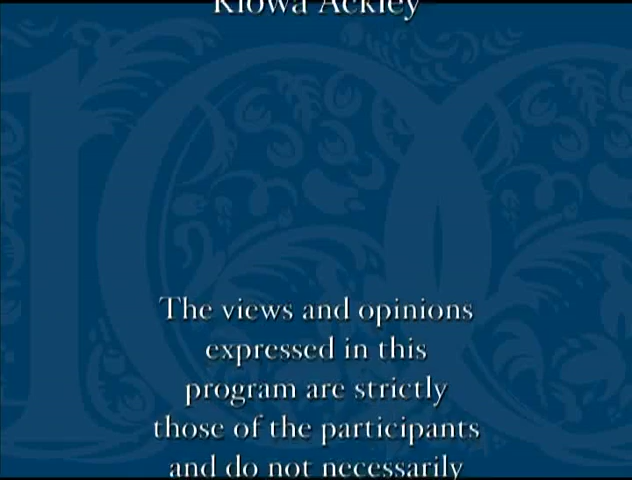 Kiowa Ackley
The views and opinions
expressed in this
program are strictly
those of the participants
and do not necessarily